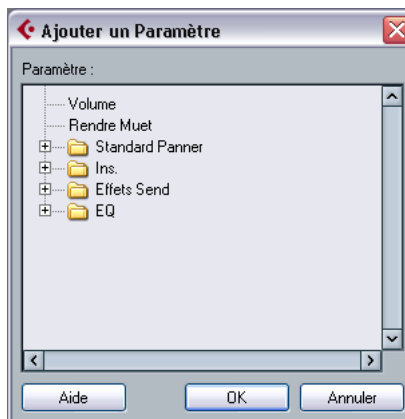 Ajouter un Paramètre
Paramètre :
Volume
Rendre Muet
Standard Panner
Ins.
Effets Send
EQ
Aide
OK
Annuler